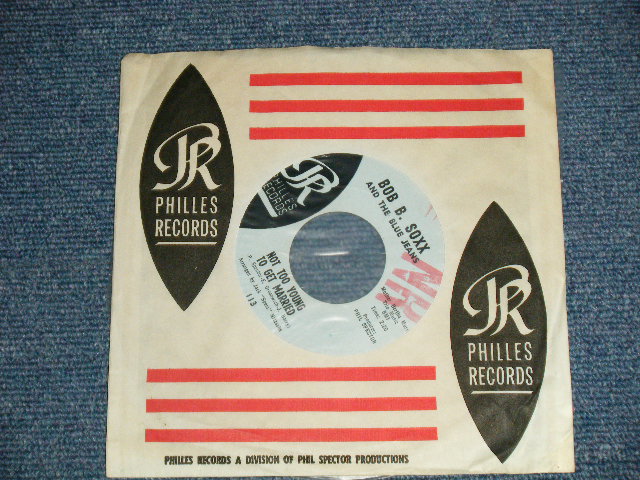 PR
PHILLES
RECORDS
PR
PHILLES
RECORDS
BOB B. SOXX
AND THE BLUE JEANS
NOT TOO YOUNG
TO GET MARRIED
113
Producer:
PHIL SPECTOR
PR
PHILLES
RECORDS
PHILLES RECORDS A DIVISION OF PHIL SPECTOR PRODUCTIONS